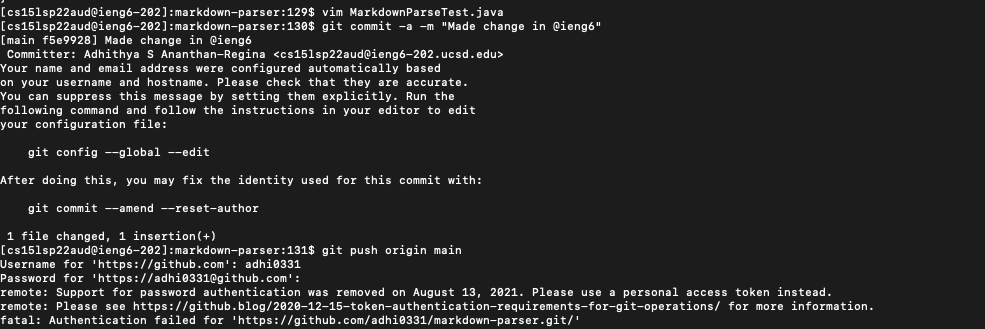 [cs15lsp22aud@ieng6-202]:markdown-parser:129$ vim MarkdownParseTest.java
[cs15lsp22aud@ieng6-202]:markdown-parser:130$ git commit -a -m "Made change in @ieng6"
[main f5e9928] Made change in @ieng6
 Committer: Adhithya S Ananthan-Regina <cs15lsp22aud@ieng6-202.ucsd.edu>
Your name and email address were configured automatically based
on your username and hostname. Please check that they are accurate.
You can suppress this message by setting them explicitly. Run the
following command and follow the instructions in your editor to edit
your configuration file:

    git config --global --edit

After doing this, you may fix the identity used for this commit with:

    git commit --amend --reset-author

 1 file changed, 1 insertion(+)
[cs15lsp22aud@ieng6-202]:markdown-parser:131$ git push origin main
Username for 'https://github.com': adhi0331
Password for 'https://adhi0331@github.com':
remote: Support for password authentication was removed on August 13, 2021. Please use a personal access token instead.
remote: Please see https://github.blog/2020-12-15-token-authentication-requirements-for-git-operations/ for more information.
fatal: Authentication failed for 'https://github.com/adhi0331/markdown-parser.git/'